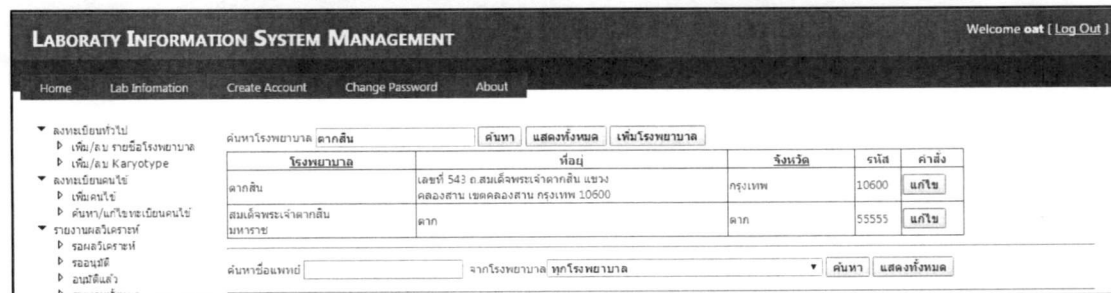 LABORATY INFORMATION SYSTEM MANAGEMENT
Welcome oat [ Log Out ]
Home Lab Infomation Create Account Change Password About
ลงทะเบียนทั่วไป
เพิ่ม/ลบ รายชื่อโรงพยาบาล
เพิ่ม/ลบ Karyotype
ลงทะเบียนคนไข้
เพิ่มคนไข้
ค้นหา/แก้ไขทะเบียนคนไข้
รายงานผลวิเคราะห์
รอผลวิเคราะห์
รออนุมัติ
อนุมัติแล้ว
ค้นหาโรงพยาบาล ตากสิน ค้นหา แสดงทั้งหมด เพิ่มโรงพยาบาล
โรงพยาบาล ที่อยู่ จังหวัด รหัส คำสั่ง
ตากสิน เลขที่ 543 ถ.สมเด็จพระเจ้าตากสิน แขวง
คลองสาน เขตคลองสาน กรุงเทพ 10600 กรุงเทพ 10600 แก้ไข
สมเด็จพระเจ้าตากสิน
มหาราช ตาก ตาก 55555 แก้ไข
ค้นหาชื่อแพทย์ จากโรงพยาบาล ทุกโรงพยาบาล ค้นหา แสดงทั้งหมด